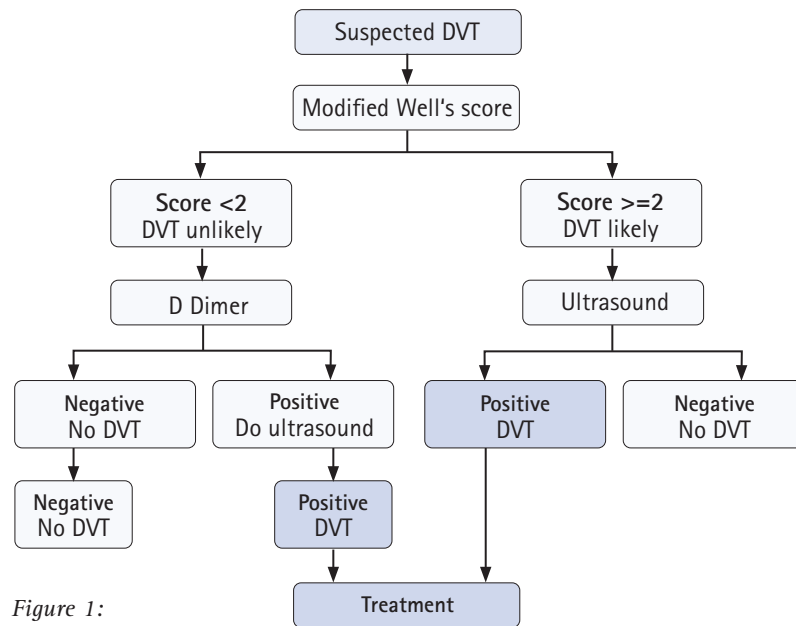 Suspected DVT
Modified Well's score
Score <2
DVT unlikely
Score >=2
DVT likely
D Dimer
Ultrasound
Negative
No DVT
Positive
Do ultrasound
Positive
DVT
Negative
No DVT
Negative
No DVT
Positive
DVT
Treatment
Figure 1: